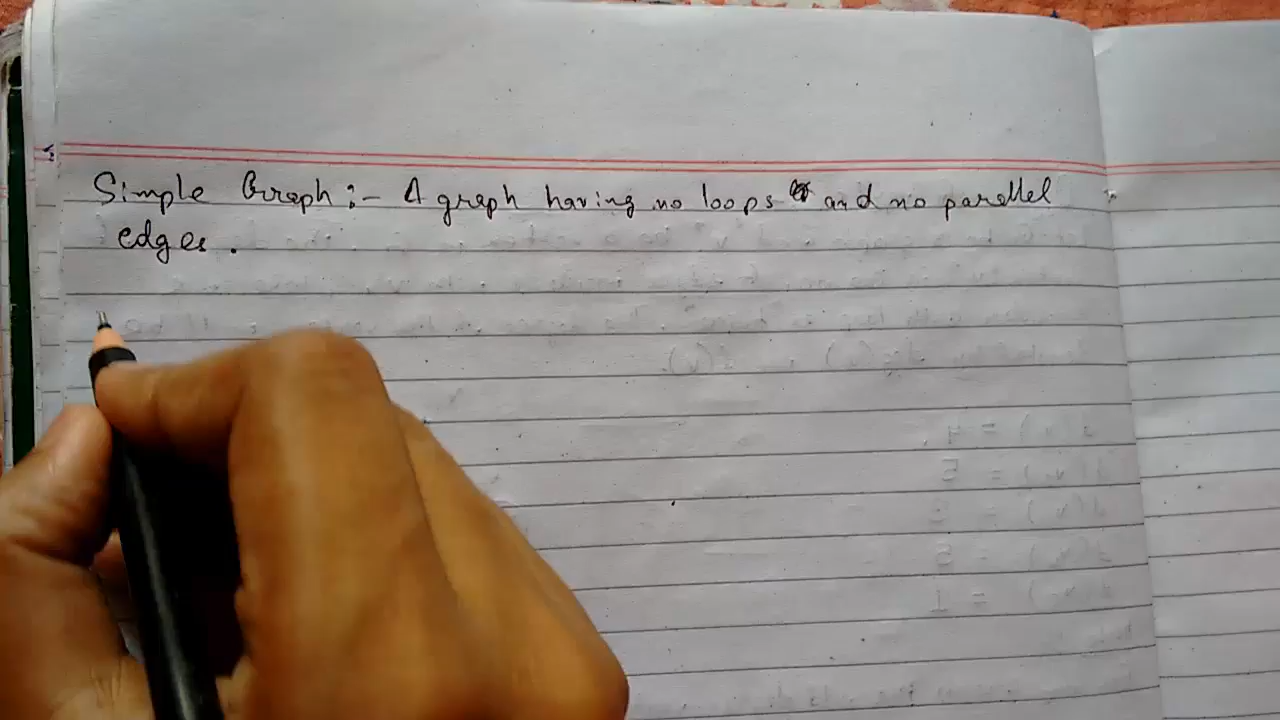 Simple Graph :- A graph having no loops and no parallel
edges.